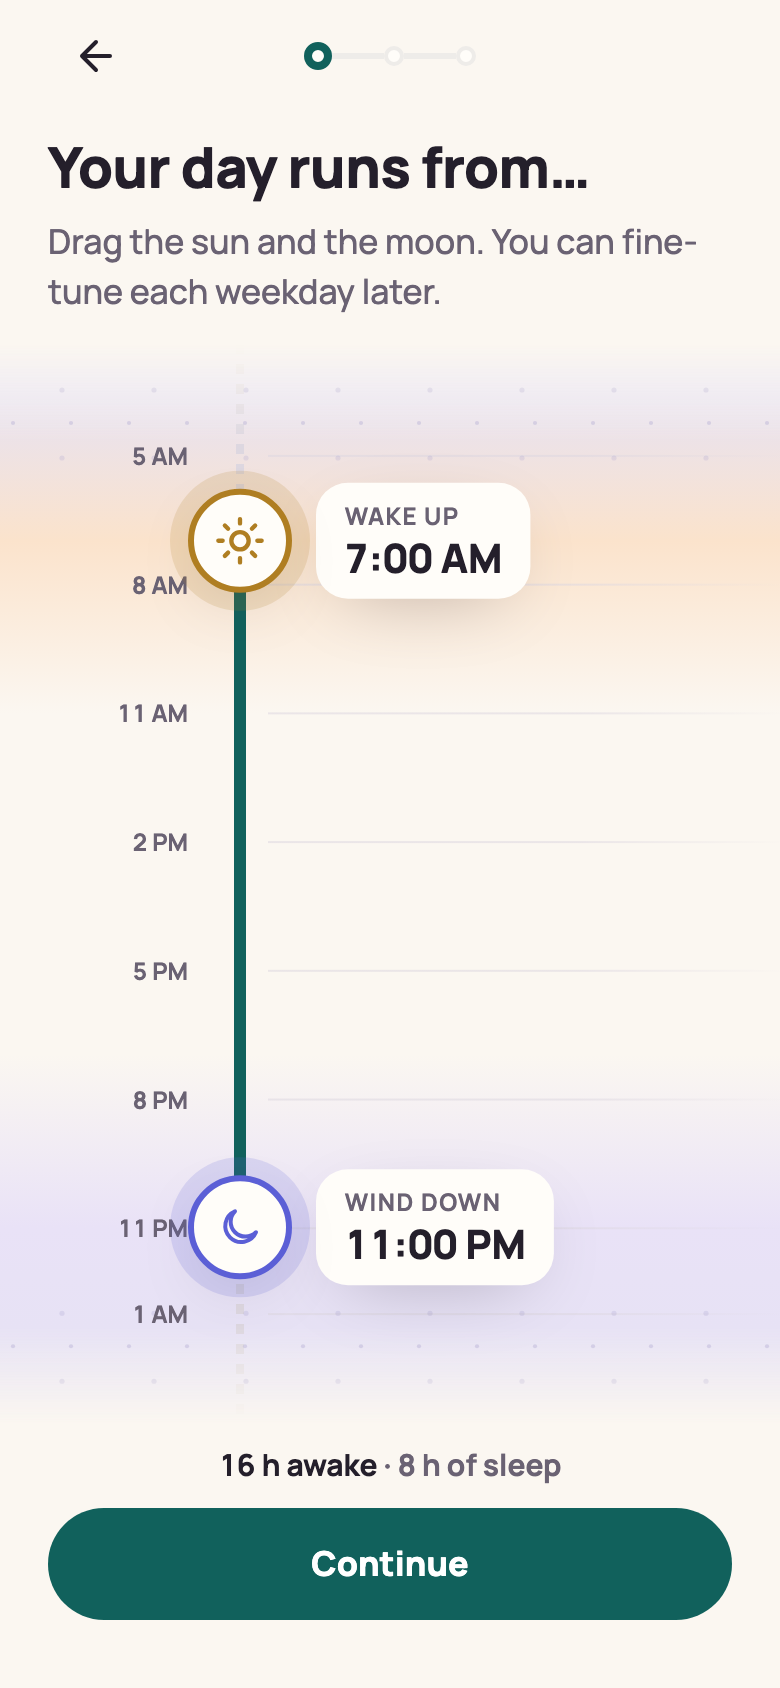 Your day runs from...
Drag the sun and the moon. You can fine-
tune each weekday later.
5 AM
WAKE UP
7:00 AM
8 AM
11 AM
2 PM
5 PM
8 PM
WIND DOWN
11 PM
11:00 PM
1 AM
16 h awake · 8 h of sleep
Continue